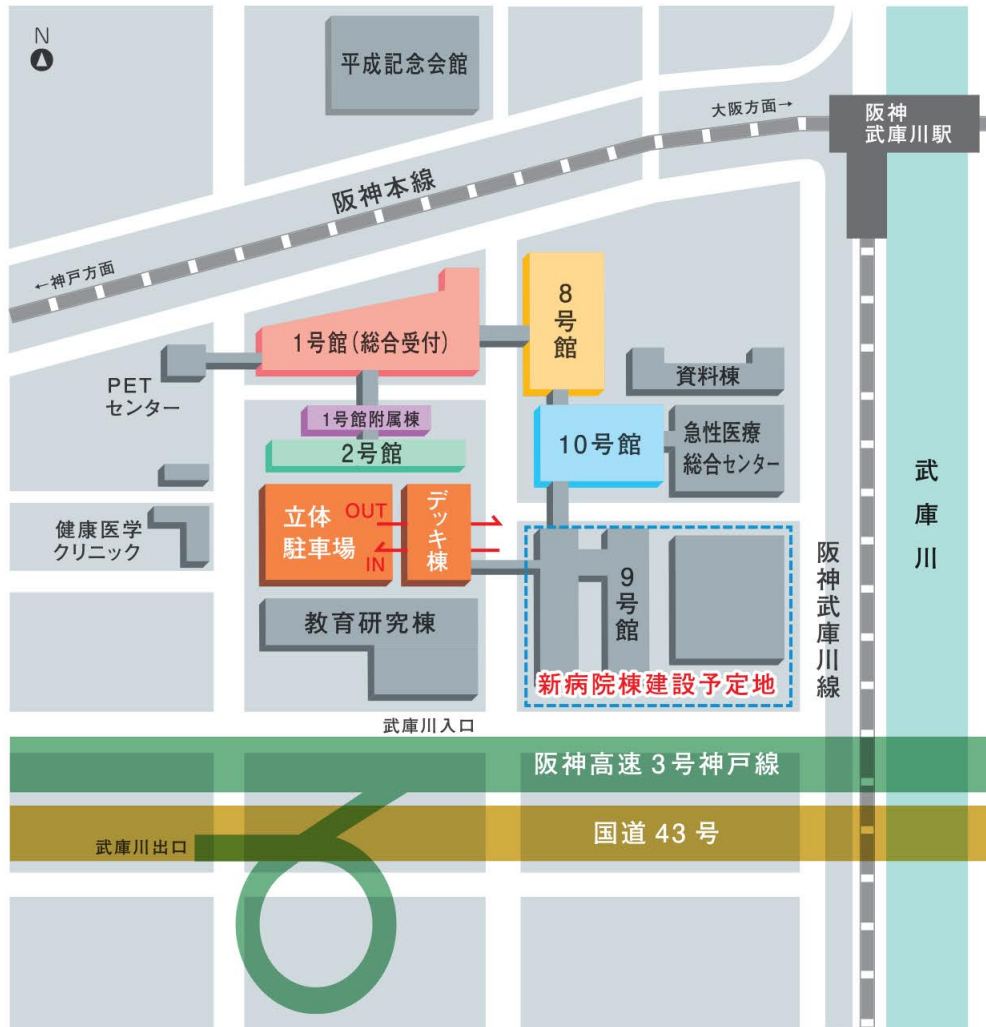 N
平成記念会館
大阪方面→
阪神
武庫川駅
阪神本線
←神戸方面
8号館
1号館(総合受付)
PET
センター
資料棟
1号館附属棟
2号館
10号館
急性医療
総合センター
武庫川
立体
駐車場
OUT
IN
デッキ棟
健康医学
クリニック
9号館
阪神武庫川線
教育研究棟
新病院棟建設予定地
武庫川入口
阪神高速3号神戸線
国道43号
武庫川出口